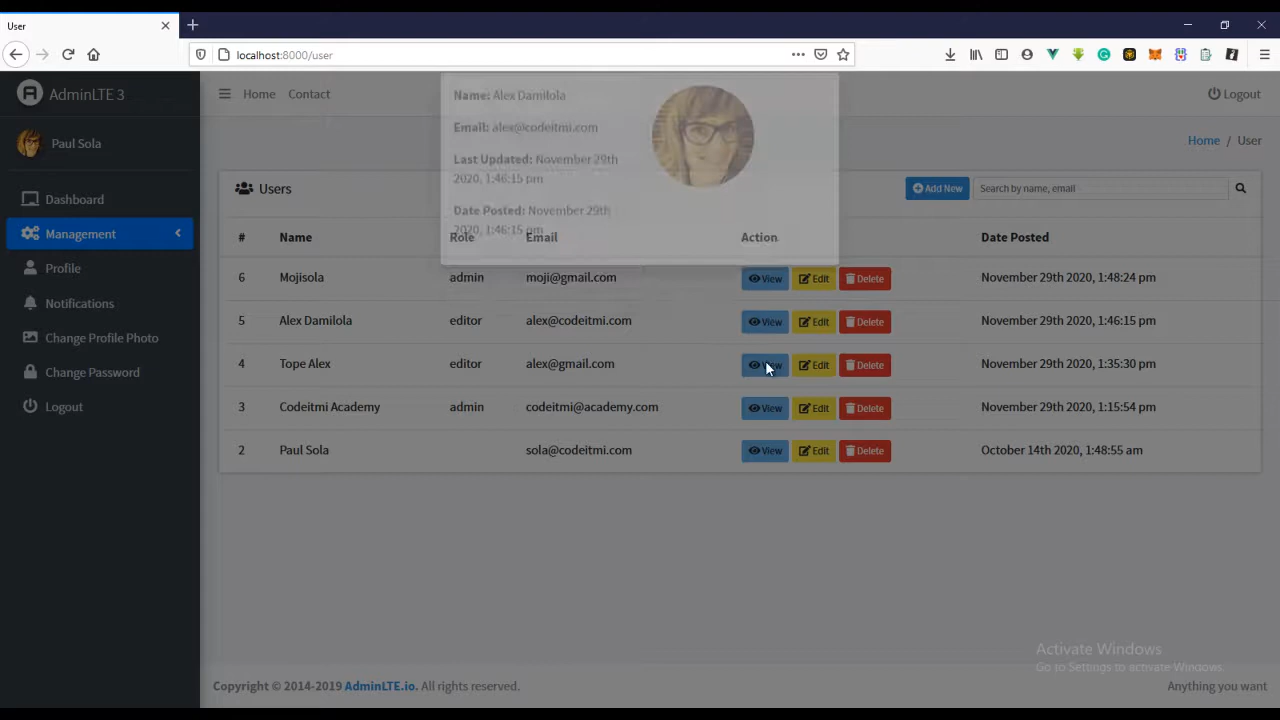 User
localhost:8000/user
AdminLTE 3
Home
Contact
Logout
Paul Sola
Home / User
Name: Alex Damilola
Email: alex@codeitmi.com
Last Updated: November 29th
2020, 1:46:15 pm
Date Posted: November 29th
2020, 1:46:15 pm
Users
Add New
Search by name, email
Dashboard
Management
Profile
Notifications
Change Profile Photo
Change Password
Logout
# Name Role Email Action Date Posted
6 Mojisola admin moji@gmail.com View Edit Delete November 29th 2020, 1:48:24 pm
5 Alex Damilola editor alex@codeitmi.com View Edit Delete November 29th 2020, 1:46:15 pm
4 Tope Alex editor alex@gmail.com View Edit Delete November 29th 2020, 1:35:30 pm
3 Codeitmi Academy admin codeitmi@academy.com View Edit Delete November 29th 2020, 1:15:54 pm
2 Paul Sola sola@codeitmi.com View Edit Delete October 14th 2020, 1:48:55 am
Activate Windows
Go to Settings to activate Windows.
Copyright © 2014-2019 AdminLTE.io. All rights reserved.
Anything you want